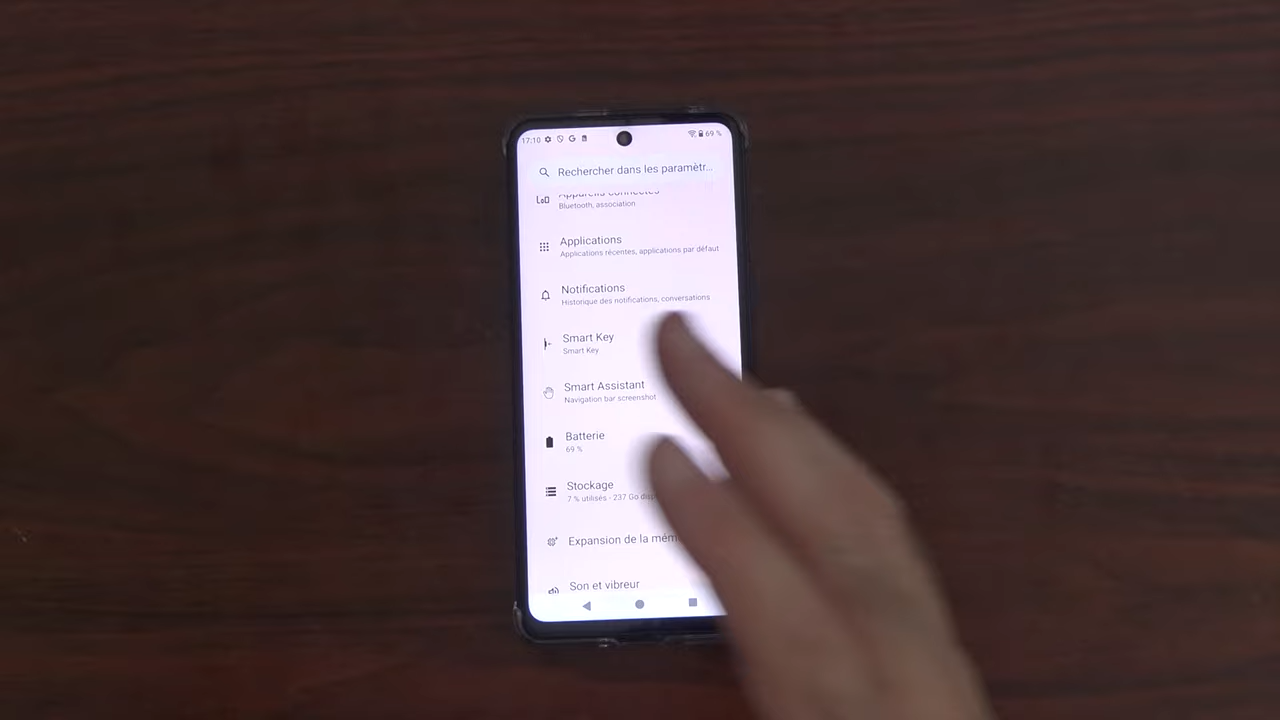 17:10 69 %
Rechercher dans les paramètr...
Appareils connectés
Bluetooth, association
Applications
Applications récentes, applications par défaut
Notifications
Historique des notifications, conversations
Smart Key
Smart Key
Smart Assistant
Navigation bar screenshot
Batterie
69 %
Stockage
7 % utilisés - 237 Go
Expansion de la
Son et vibreur